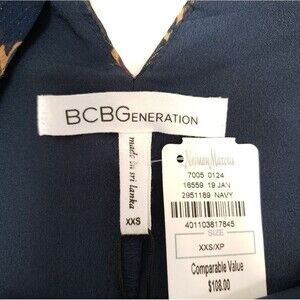 BCBGENERATION
made in sri lanka
XXS
Neiman Marcus
7005 0124
16559 19 JAN
2951189 NAVY
401103817845
SIZE
XXS/XP
Comparable Value
$108.00